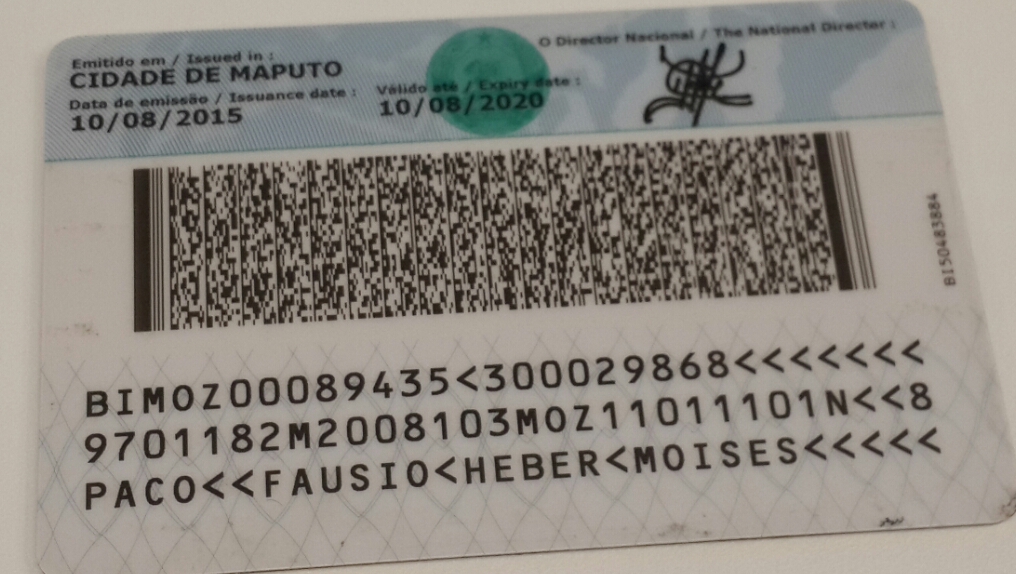 Emitido em / Issued in :
CIDADE DE MAPUTO
Data de emissão / Issuance date :
10/08/2015
Válido até / Expiry date :
10/08/2020
O Director Nacional / The National Director :
BI50483884
BIMOZ00089435<300029868<<<<<<<
9701182M2008103MOZ11011101N<<8
PACO<<FAUSIO<HEBER<MOISES<<<<<